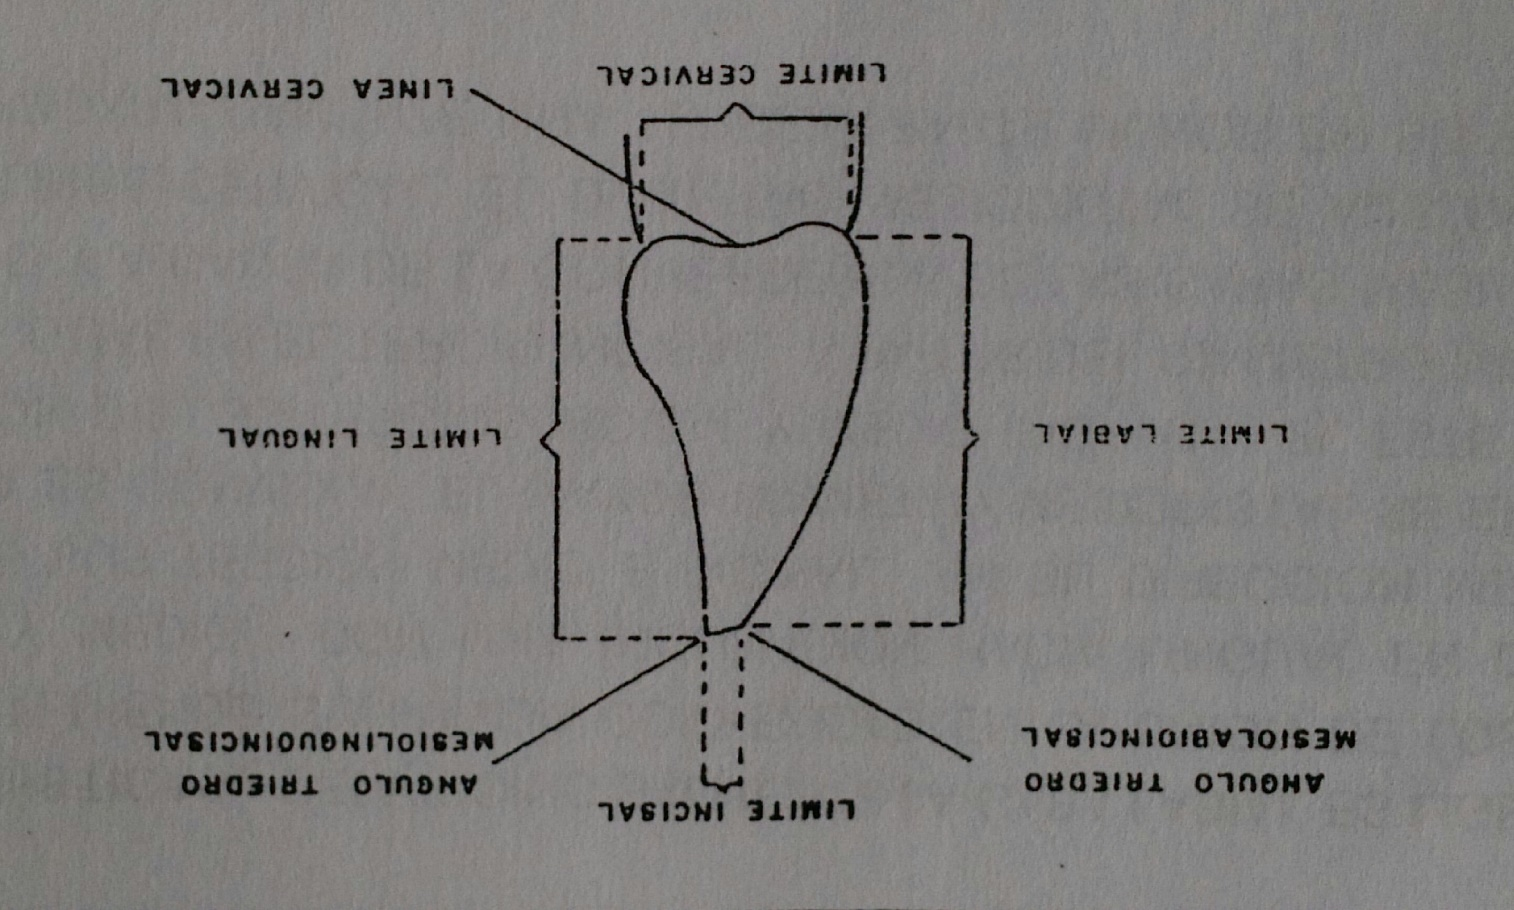 LIMITE INCISAL
ANGULO TRIEDRO
MESIOLABIOINCISAL
ANGULO TRIEDRO
MESIOLINGUOINCISAL
LIMITE LABIAL
LIMITE LINGUAL
LIMITE CERVICAL
LINEA CERVICAL